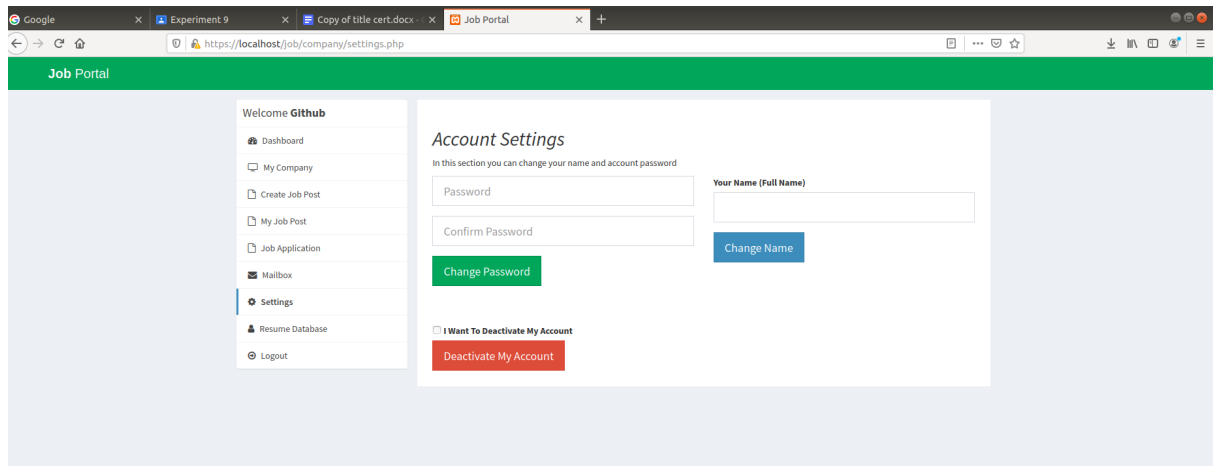 Google
Experiment 9
Copy of title cert.docx - G
Job Portal
https://localhost/job/company/settings.php
Job Portal
Welcome Github
Dashboard
My Company
Create Job Post
My Job Post
Job Application
Mailbox
Settings
Resume Database
Logout
Account Settings
In this section you can change your name and account password
Password
Confirm Password
Change Password
Your Name (Full Name)
Change Name
I Want To Deactivate My Account
Deactivate My Account